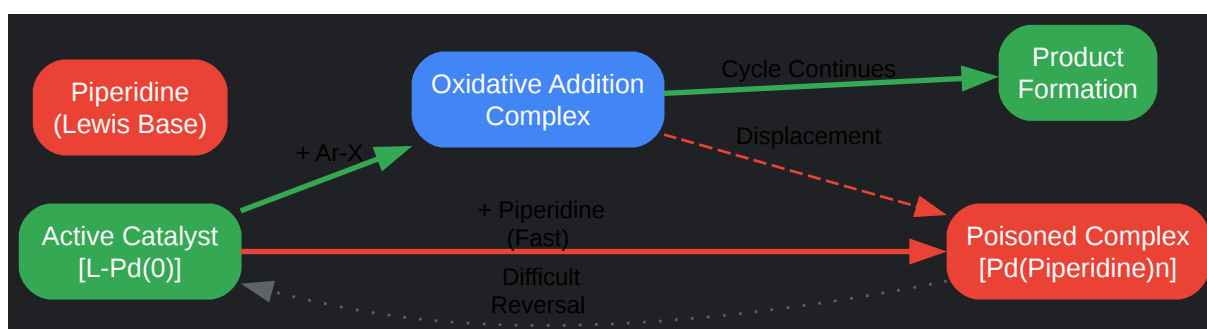 Piperidine
(Lewis Base)
Oxidative Addition
Complex
Cycle Continues
Product
Formation
+ Ar-X
Displacement
Active Catalyst
[L-Pd(0)]
+ Piperidine
(Fast)
Poisoned Complex
[Pd(Piperidine)n]
Difficult
Reversal